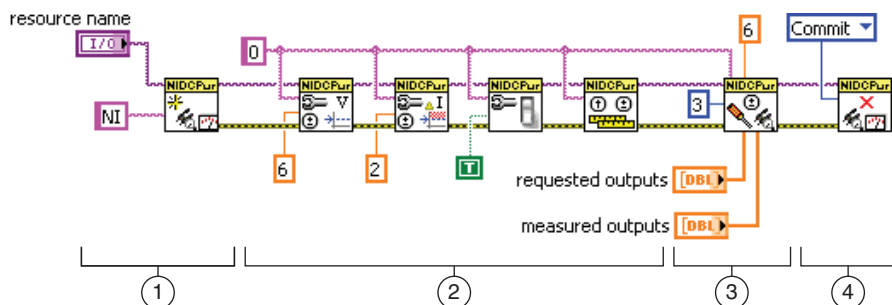 resource name
I/O
0
6
Commit
NIDCPwr
NIDCPwr
V
NIDCPwr
I
NIDCPwr
NIDCPwr
NIDCPwr
NIDCPwr
NI
3
6
2
T
requested outputs
[DBL]
measured outputs
[DBL]
1
2
3
4